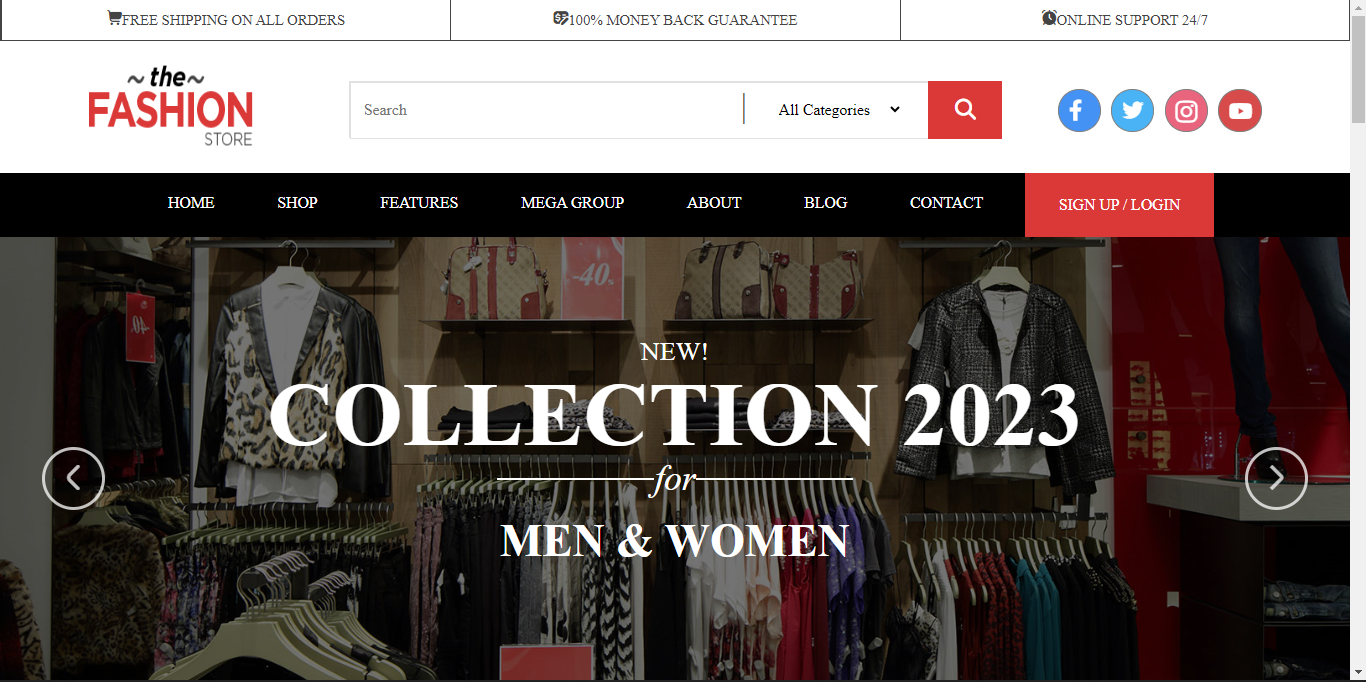 FREE SHIPPING ON ALL ORDERS
100% MONEY BACK GUARANTEE
ONLINE SUPPORT 24/7
~the~
FASHION
STORE
Search
All Categories
HOME
SHOP
FEATURES
MEGA GROUP
ABOUT
BLOG
CONTACT
SIGN UP / LOGIN
-40%
-40
NEW!
COLLECTION 2023
for
MEN & WOMEN